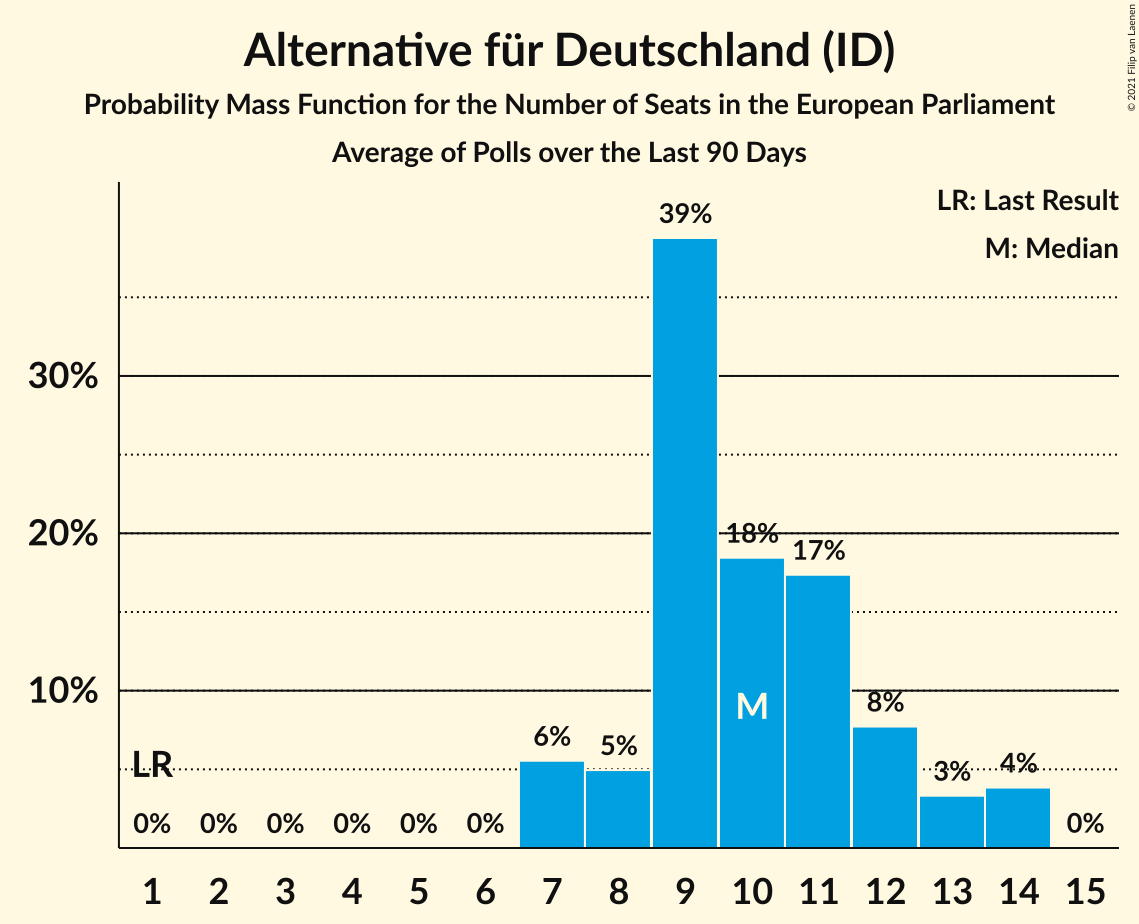 Alternative für Deutschland (ID)
Probability Mass Function for the Number of Seats in the European Parliament
Average of Polls over the Last 90 Days
© 2021 Filip van Laenen
LR: Last Result
M: Median
39%
30%
20%
18%
17%
10%
M
8%
6%
5%
LR
3%
4%
0% 0% 0% 0% 0% 0% 0%
1 2 3 4 5 6 7 8 9 10 11 12 13 14 15